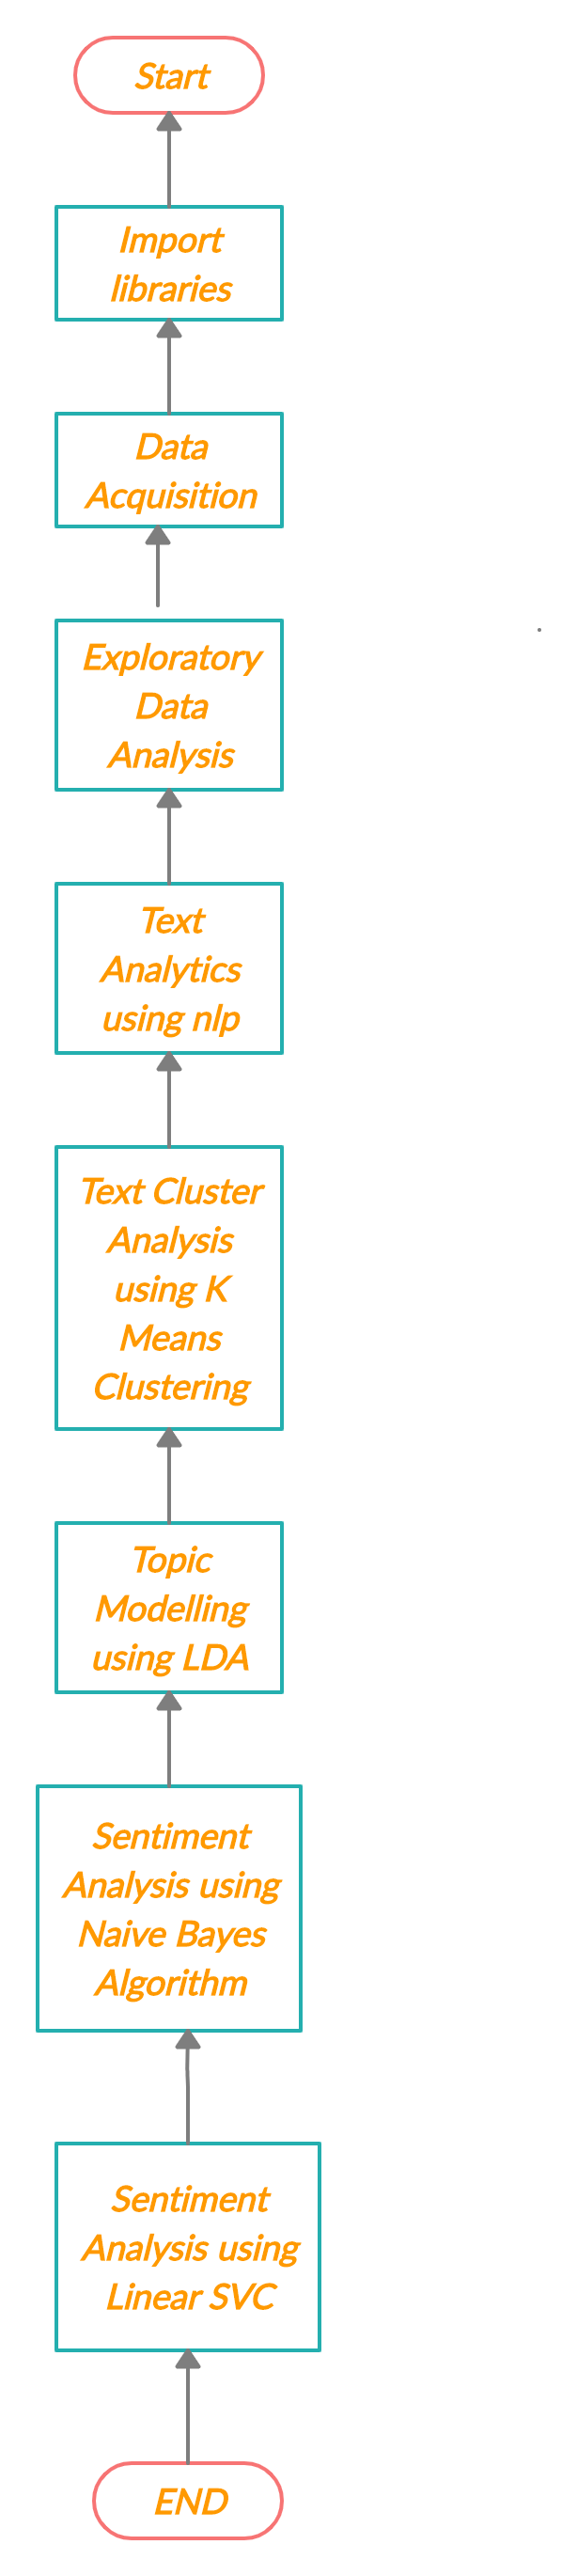 Start
Import
libraries
Data
Acquisition
Exploratory
Data
Analysis
Text
Analytics
using nlp
Text Cluster
Analysis
using K
Means
Clustering
Topic
Modelling
using LDA
Sentiment
Analysis using
Naive Bayes
Algorithm
Sentiment
Analysis using
Linear SVC
END